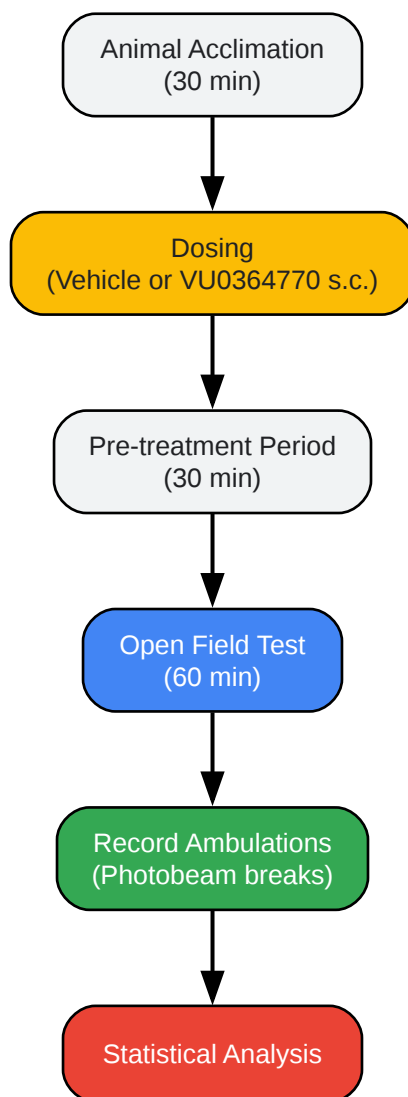 Animal Acclimation
(30 min)
Dosing
(Vehicle or VU0364770 s.c.)
Pre-treatment Period
(30 min)
Open Field Test
(60 min)
Record Ambulations
(Photobeam breaks)
Statistical Analysis